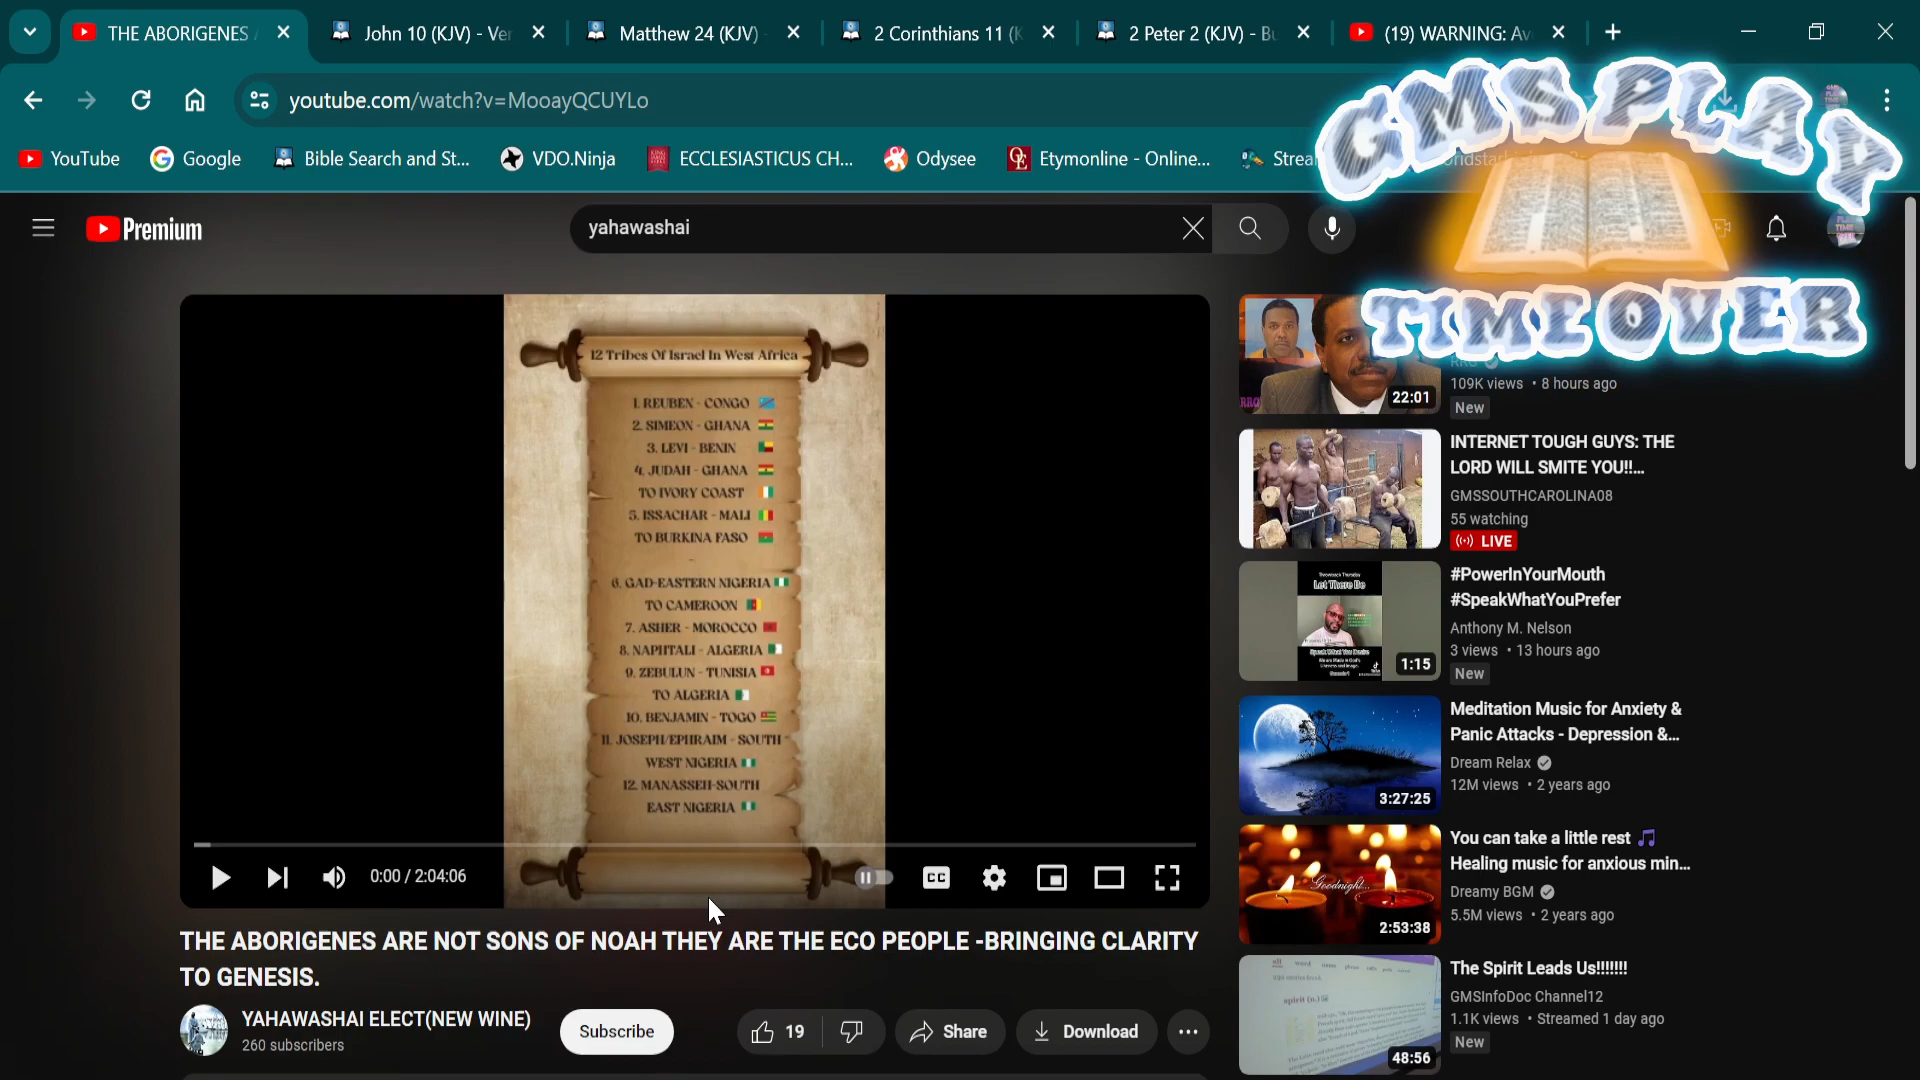 THE ABORIGENES
John 10 (KJV) - Ver
Matthew 24 (KJV)
2 Corinthians 11 (K
2 Peter 2 (KJV) - B
(19) WARNING: Av
youtube.com/watch?v=MooayQCUYLo
YouTube
Google
Bible Search and St...
VDO.Ninja
ECCLESIASTICUS CH...
Odysee
Etymonline - Online...
Strea
GMS PLAY
TIME OVER
Premium
yahawashai
12 Tribes Of Israel In West Africa
1. REUBEN - CONGO
2. SIMEON - GHANA
3. LEVI - BENIN
4. JUDAH - GHANA
TO IVORY COAST
5. ISSACHAR - MALI
TO BURKINA FASO
6. GAD-EASTERN NIGERIA
TO CAMEROON
7. ASHER - MOROCCO
8. NAPHTALI - ALGERIA
9. ZEBULUN - TUNISIA
TO ALGERIA
10. BENJAMIN - TOGO
11. JOSEPH/EPHRAIM - SOUTH -
WEST NIGERIA
12. MANASSEH-SOUTH
EAST NIGERIA
0:00 / 2:04:06
CC
THE ABORIGENES ARE NOT SONS OF NOAH THEY ARE THE ECO PEOPLE -BRINGING CLARITY
TO GENESIS.
YAHAWASHAI ELECT(NEW WINE)
260 subscribers
Subscribe
19
Share
Download
22:01
109K views • 8 hours ago
New
INTERNET TOUGH GUYS: THE
LORD WILL SMITE YOU!!...
GMSSOUTHCAROLINA08
55 watching
LIVE
Throwback Thursday
Let There Be
1:15
#PowerInYourMouth
#SpeakWhatYouPrefer
Anthony M. Nelson
3 views • 13 hours ago
New
3:27:25
Meditation Music for Anxiety &
Panic Attacks - Depression &...
Dream Relax
12M views • 2 years ago
Goodnight...
2:53:38
You can take a little rest 🎵
Healing music for anxious min...
Dreamy BGM
5.5M views • 2 years ago
spirit (n.)
48:56
The Spirit Leads Us!!!!!!!
GMSInfoDoc Channel12
1.1K views • Streamed 1 day ago
New